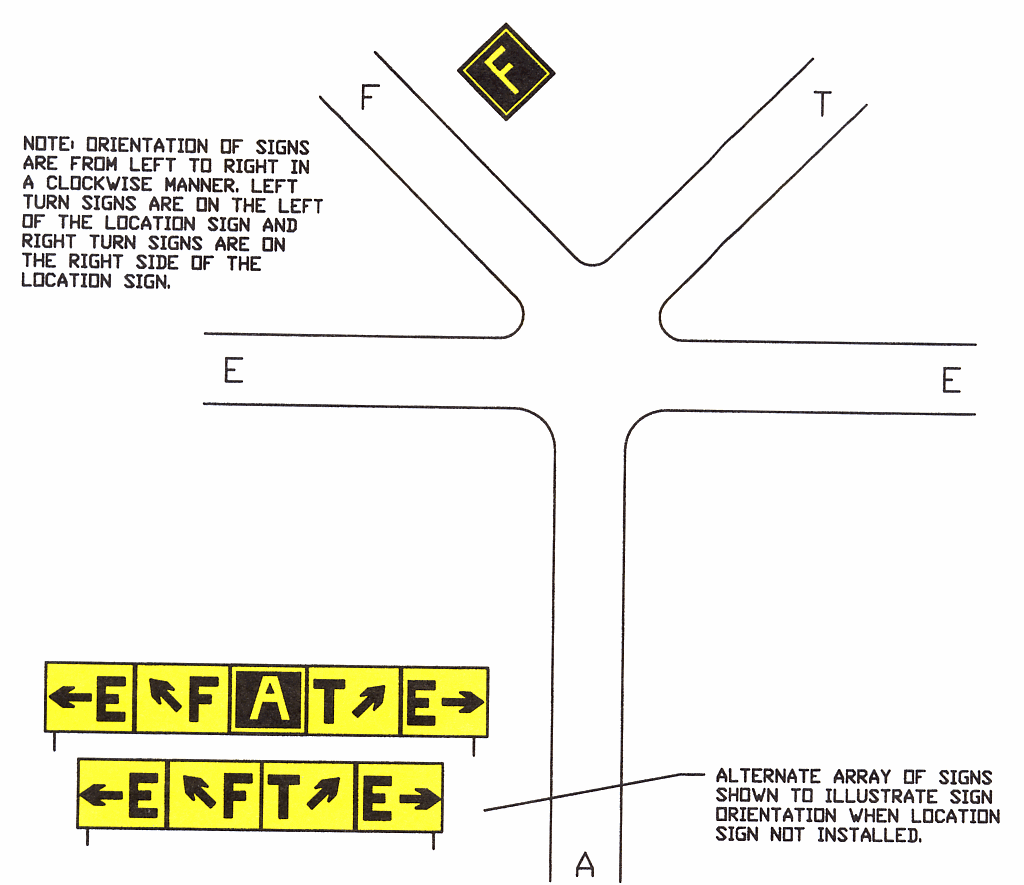 F
F
T
NOTE: ORIENTATION OF SIGNS
ARE FROM LEFT TO RIGHT IN
A CLOCKWISE MANNER. LEFT
TURN SIGNS ARE ON THE LEFT
OF THE LOCATION SIGN AND
RIGHT TURN SIGNS ARE ON
THE RIGHT SIDE OF THE
LOCATION SIGN.
E
E
←E ↖F A T↗ E→
←E ↖F T↗ E→
ALTERNATE ARRAY OF SIGNS
SHOWN TO ILLUSTRATE SIGN
ORIENTATION WHEN LOCATION
SIGN NOT INSTALLED.
A